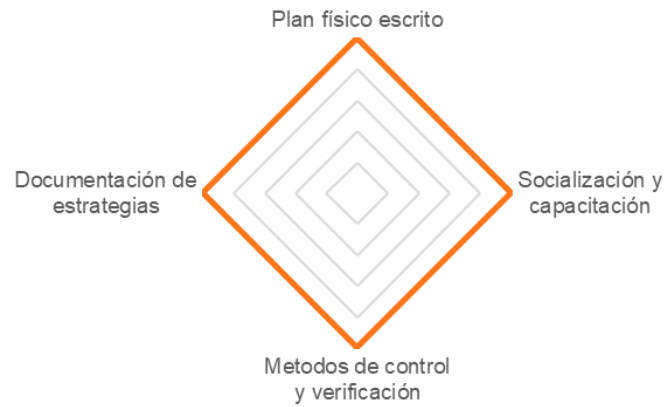 Plan físico escrito
Documentación de
estrategias
Socialización y
capacitación
Metodos de control
y verificación